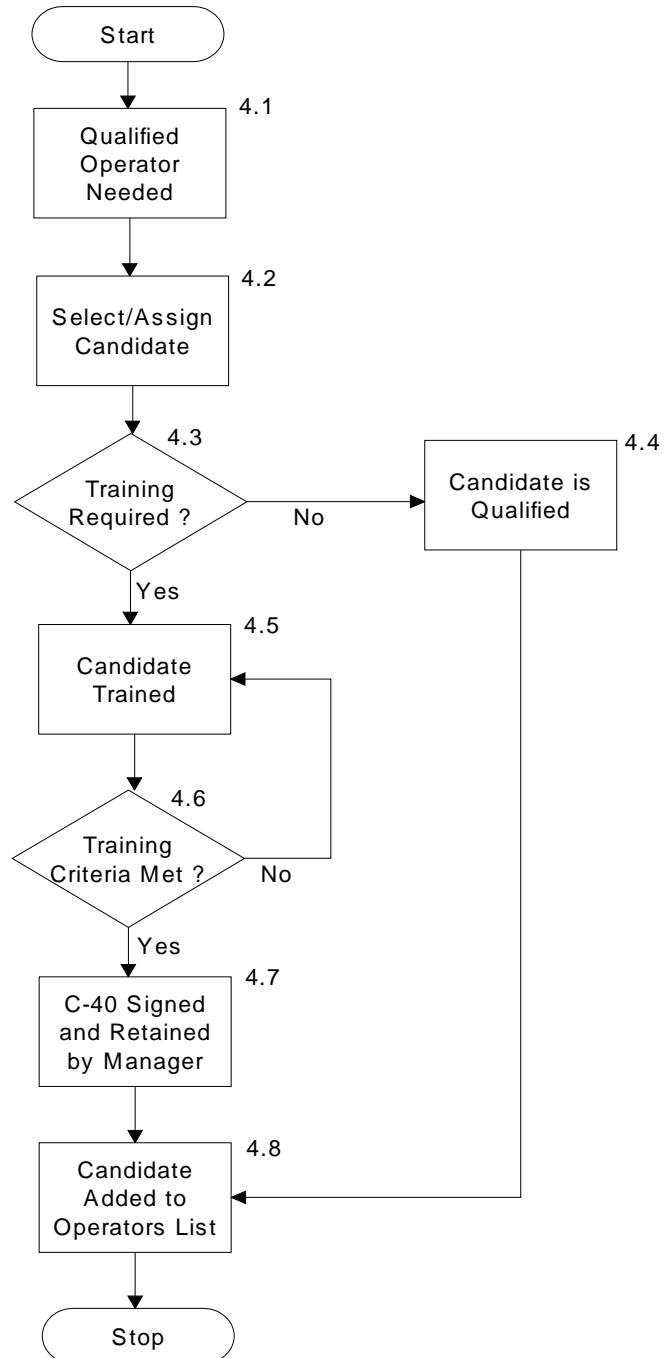 Start
4.1
Qualified
Operator
Needed
4.2
Select/Assign
Candidate
4.3
Training
Required ?
No
4.4
Candidate is
Qualified
Yes
4.5
Candidate
Trained
4.6
Training
Criteria Met ?
No
Yes
4.7
C-40 Signed
and Retained
by Manager
4.8
Candidate
Added to
Operators List
Stop